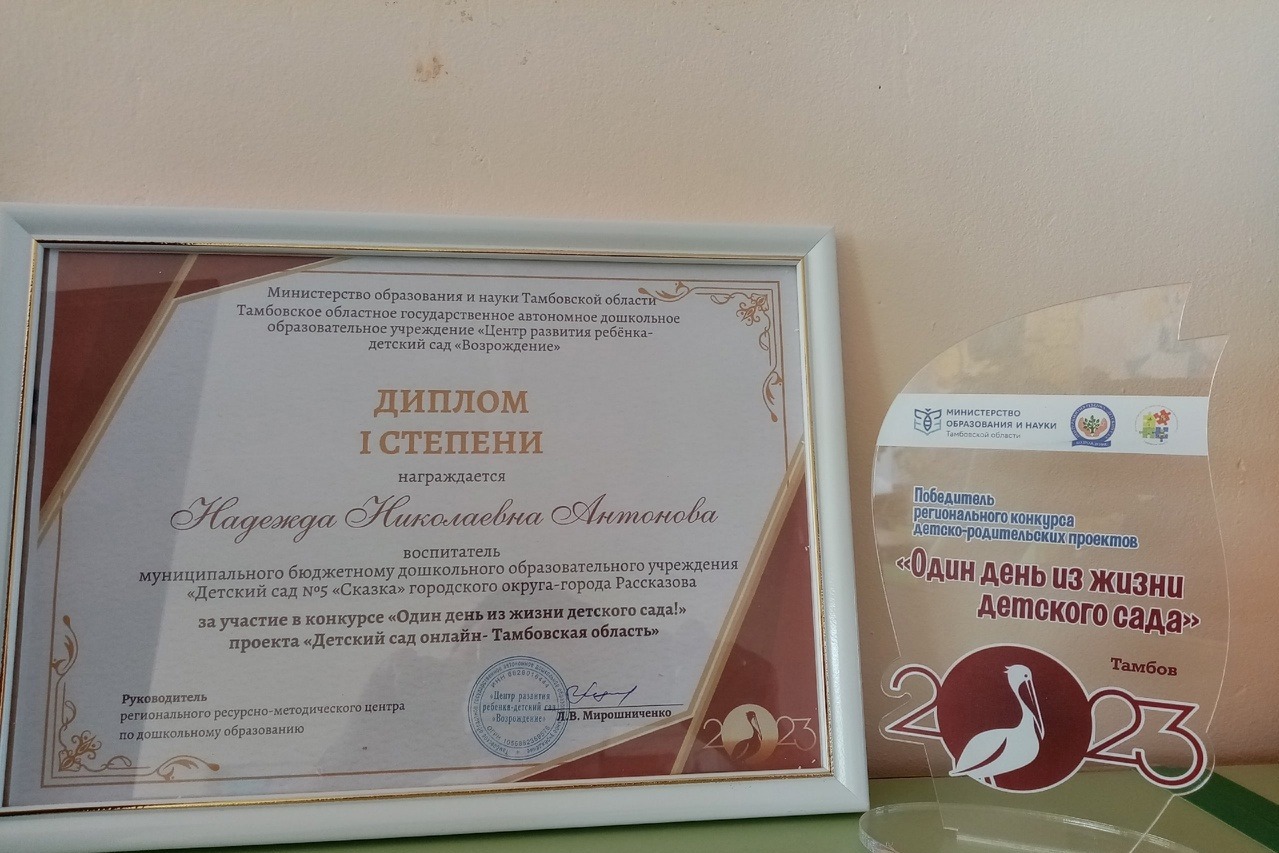 Министерство образования и науки Тамбовской области
Тамбовское областное государственное автономное дошкольное
образовательное учреждение «Центр развития ребёнка-
детский сад «Возрождение»
ДИПЛОМ
I СТЕПЕНИ
награждается
Надежда Николаевна Антонова
воспитатель
муниципального бюджетному дошкольного образовательного учреждения
«Детский сад №5 «Сказка» городского округа-города Рассказова
за участие в конкурсе «Один день из жизни детского сада!»
проекта «Детский сад онлайн- Тамбовская область»
Руководитель
регионального ресурсно-методического центра
по дошкольному образованию
«Центр развития
ребенка-детский сад
«Возрождение»
Л.В. Мирошниченко
2023
МИНИСТЕРСТВО
ОБРАЗОВАНИЯ И НАУКИ
Тамбовской области
Победитель
регионального конкурса
детско-родительских проектов
«Один день из жизни
детского сада»
Тамбов
2023